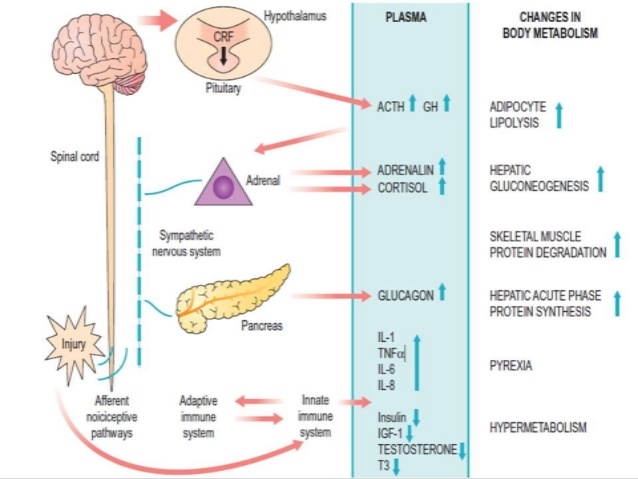 Hypothalamus
CRF
Pituitary
Spinal cord
Adrenal
Sympathetic
nervous system
Pancreas
Injury
Afferent
noiciceptive
pathways
Adaptive
immune
system
Innate
immune
system
PLASMA
ACTH GH
ADRENALIN
CORTISOL
GLUCAGON
IL-1
TNFα
IL-6
IL-8
Insulin
IGF-1
TESTOSTERONE
T3
CHANGES IN
BODY METABOLISM
ADIPOCYTE
LIPOLYSIS
HEPATIC
GLUCONEOGENESIS
SKELETAL MUSCLE
PROTEIN DEGRADATION
HEPATIC ACUTE PHASE
PROTEIN SYNTHESIS
PYREXIA
HYPERMETABOLISM